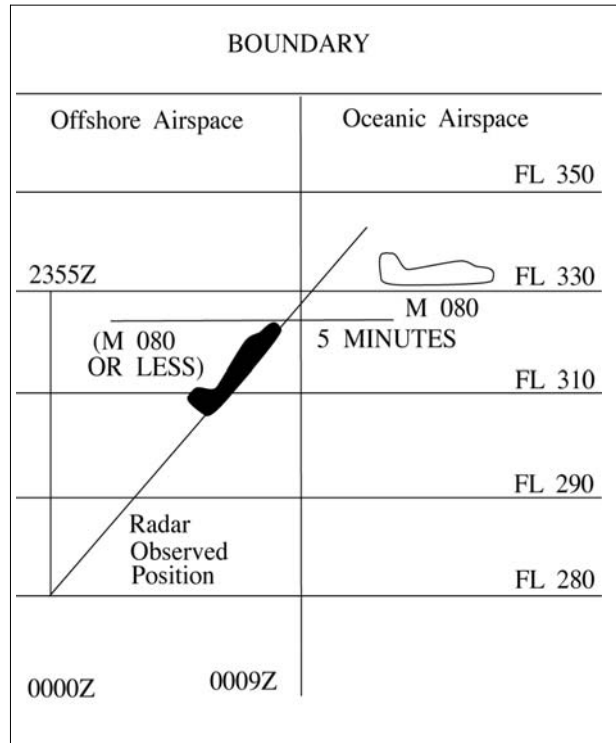 BOUNDARY
Offshore Airspace
Oceanic Airspace
FL 350
2355Z
FL 330
M 080
(M 080
OR LESS)
5 MINUTES
FL 310
FL 290
Radar
Observed
Position
FL 280
0000Z
0009Z